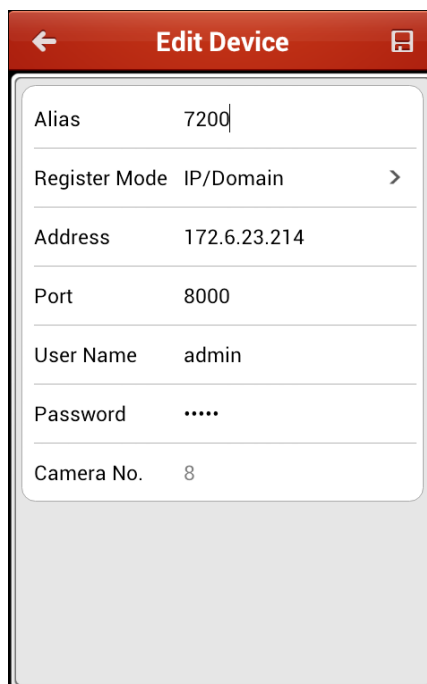 Edit Device
Alias 7200
Register Mode IP/Domain
Address 172.6.23.214
Port 8000
User Name admin
Password •••••
Camera No. 8